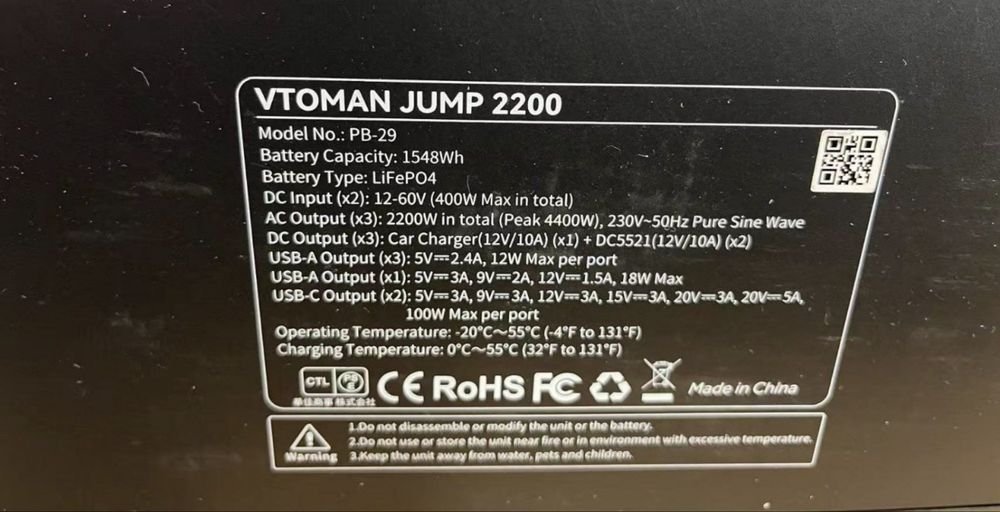 VTOMAN JUMP 2200
Model No.: PB-29
Battery Capacity: 1548Wh
Battery Type: LiFePO4
DC Input (x2): 12-60V (400W Max in total)
AC Output (x3): 2200W in total (Peak 4400W), 230V~50Hz Pure Sine Wave
DC Output (x3): Car Charger(12V/10A) (x1) + DC5521(12V/10A) (x2)
USB-A Output (x3): 5V⎓2.4A, 12W Max per port
USB-A Output (x1): 5V⎓3A, 9V⎓2A, 12V⎓1.5A, 18W Max
USB-C Output (x2): 5V⎓3A, 9V⎓3A, 12V⎓3A, 15V⎓3A, 20V⎓3A, 20V⎓5A,
100W Max per port
Operating Temperature: -20°C~55°C (-4°F to 131°F)
Charging Temperature: 0°C~55°C (32°F to 131°F)
CTL PSE CE RoHS FC Made in China
株式会社
Warning
1.Do not disassemble or modify the unit or the battery.
2.Do not use or store the unit near fire or in environment with excessive temperature.
3.Keep the unit away from water, pets and children.